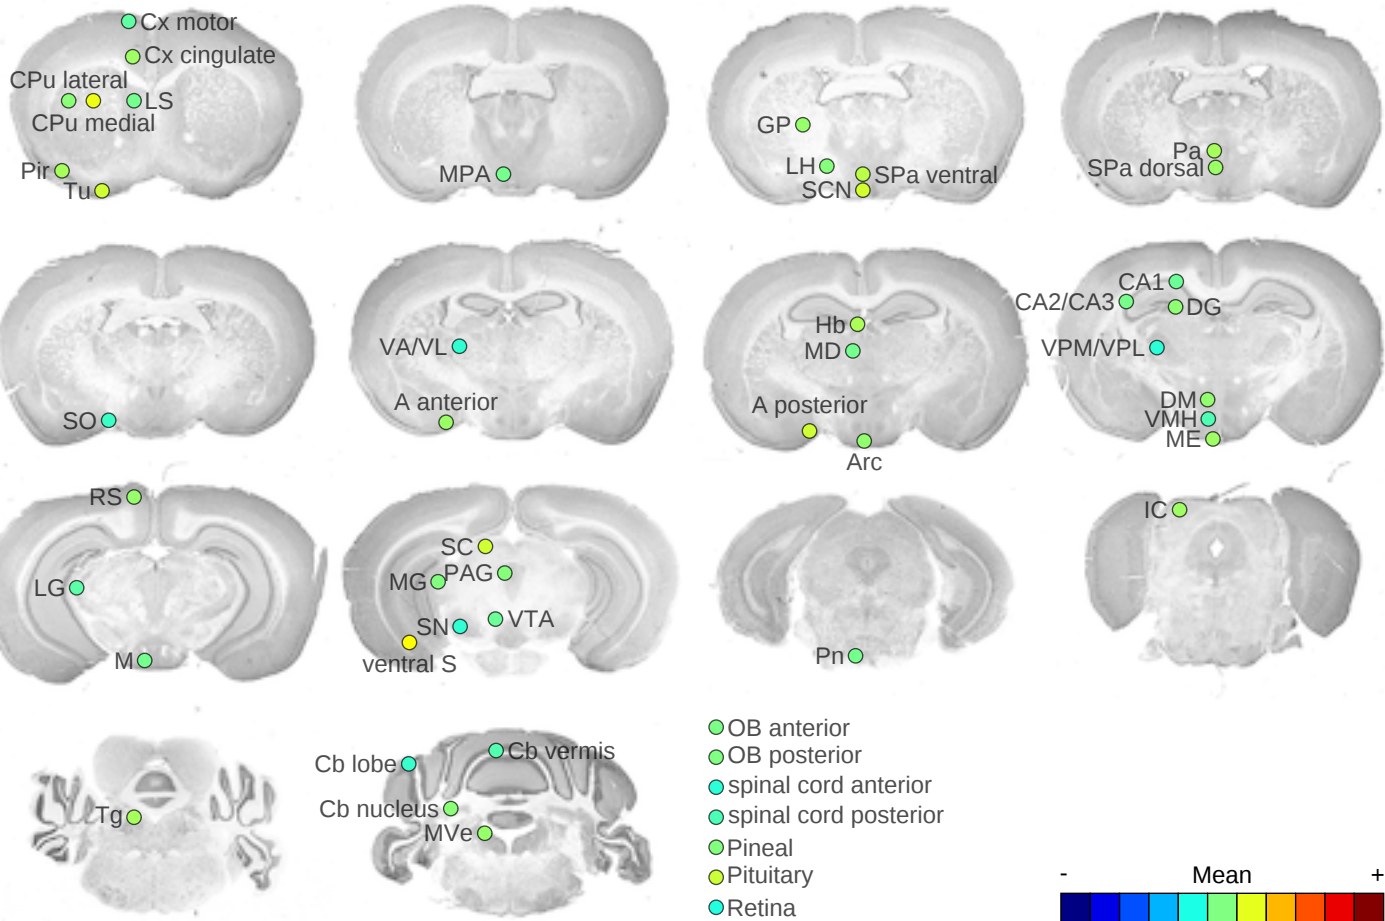 Cx motor
Cx cingulate
CPu lateral
LS
CPu medial
Pir
Tu
MPA
GP
LH
SPa ventral
SCN
Pa
SPa dorsal
SO
VA/VL
A anterior
Hb
MD
A posterior
Arc
CA1
CA2/CA3
DG
VPM/VPL
DM
VMH
ME
RS
LG
M
SC
MG
PAG
SN
VTA
ventral S
Pn
IC
Tg
Cb lobe
Cb vermis
Cb nucleus
MVe
OB anterior
OB posterior
spinal cord anterior
spinal cord posterior
Pineal
Pituitary
Retina
- Mean +